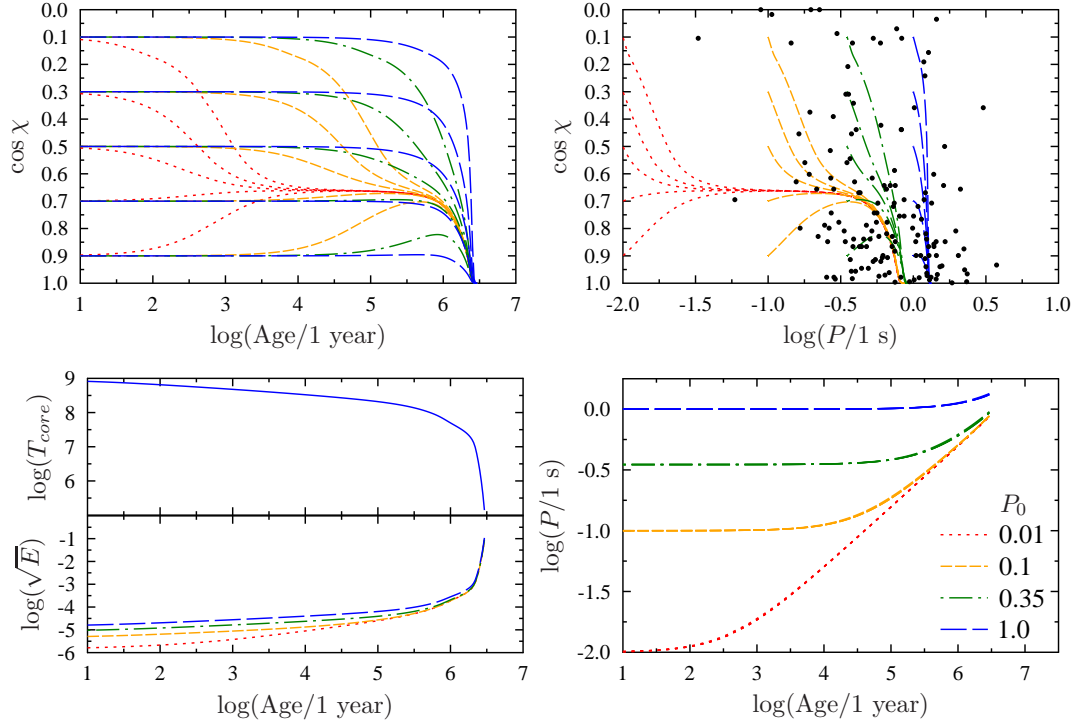 0.0 0.1 0.2 0.3 0.4 0.5 0.6 0.7 0.8 0.9 1.0
cos χ
1 2 3 4 5 6 7
log(Age/1 year)
0.0 0.1 0.2 0.3 0.4 0.5 0.6 0.7 0.8 0.9 1.0
cos χ
-2.0 -1.5 -1.0 -0.5 0.0 0.5 1.0
log(P/1 s)
9 8 7 6
log(T_core)
-1 -2 -3 -4 -5 -6
log(√E)
1 2 3 4 5 6 7
log(Age/1 year)
0.0 -0.5 -1.0 -1.5 -2.0
log(P/1 s)
P_0
0.01
0.1
0.35
1.0
1 2 3 4 5 6 7
log(Age/1 year)